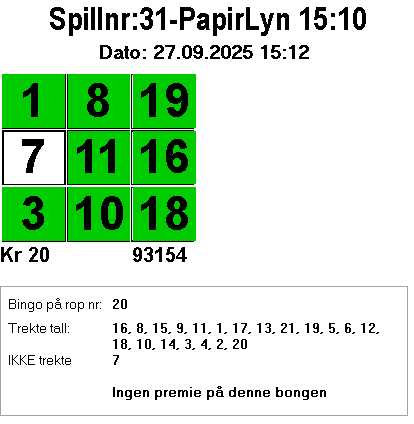 Spillnr:31-PapirLyn 15:10
Dato: 27.09.2025 15:12
1 8 19
7 11 16
3 10 18
Kr 20 93154
Bingo på rop nr: 20
Trekte tall: 16, 8, 15, 9, 11, 1, 17, 13, 21, 19, 5, 6, 12,
18, 10, 14, 3, 4, 2, 20
IKKE trekte 7
Ingen premie på denne bongen